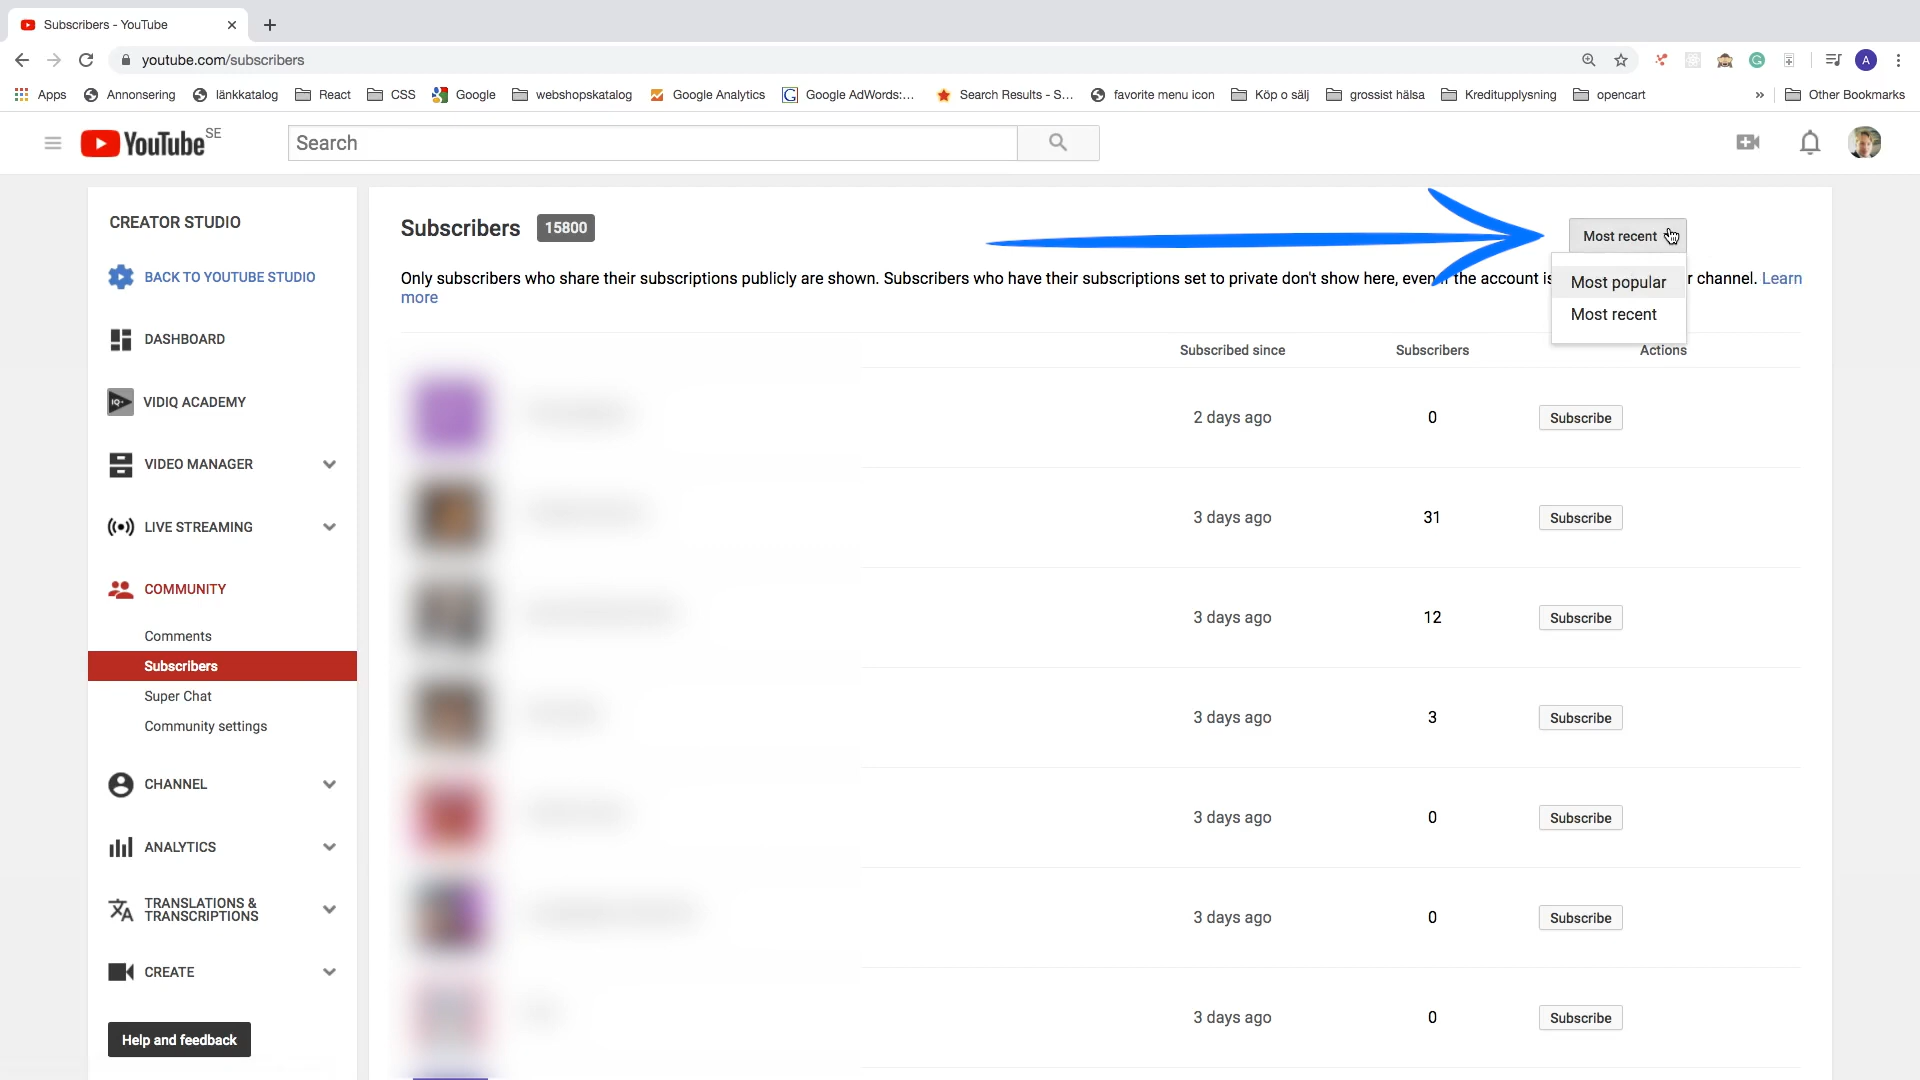 Subscribers - YouTube
youtube.com/subscribers
A
Apps
Annonsering
länkkatalog
React
CSS
Google
webshopskatalog
Google Analytics
Google AdWords:...
Search Results - S...
favorite menu icon
Köp o sälj
grossist hälsa
Kreditupplysning
opencart
»
Other Bookmarks
YouTube SE
Search
CREATOR STUDIO
BACK TO YOUTUBE STUDIO
DASHBOARD
VIDIQ ACADEMY
VIDEO MANAGER
LIVE STREAMING
COMMUNITY
Comments
Subscribers
Super Chat
Community settings
CHANNEL
ANALYTICS
TRANSLATIONS &
TRANSCRIPTIONS
CREATE
Help and feedback
Subscribers 15800
Most recent
Most popular
Most recent
Only subscribers who share their subscriptions publicly are shown. Subscribers who have their subscriptions set to private don't show here, even the account is r channel. Learn
more
Subscribed since Subscribers Actions
2 days ago 0 Subscribe
3 days ago 31 Subscribe
3 days ago 12 Subscribe
3 days ago 3 Subscribe
3 days ago 0 Subscribe
3 days ago 0 Subscribe
3 days ago 0 Subscribe